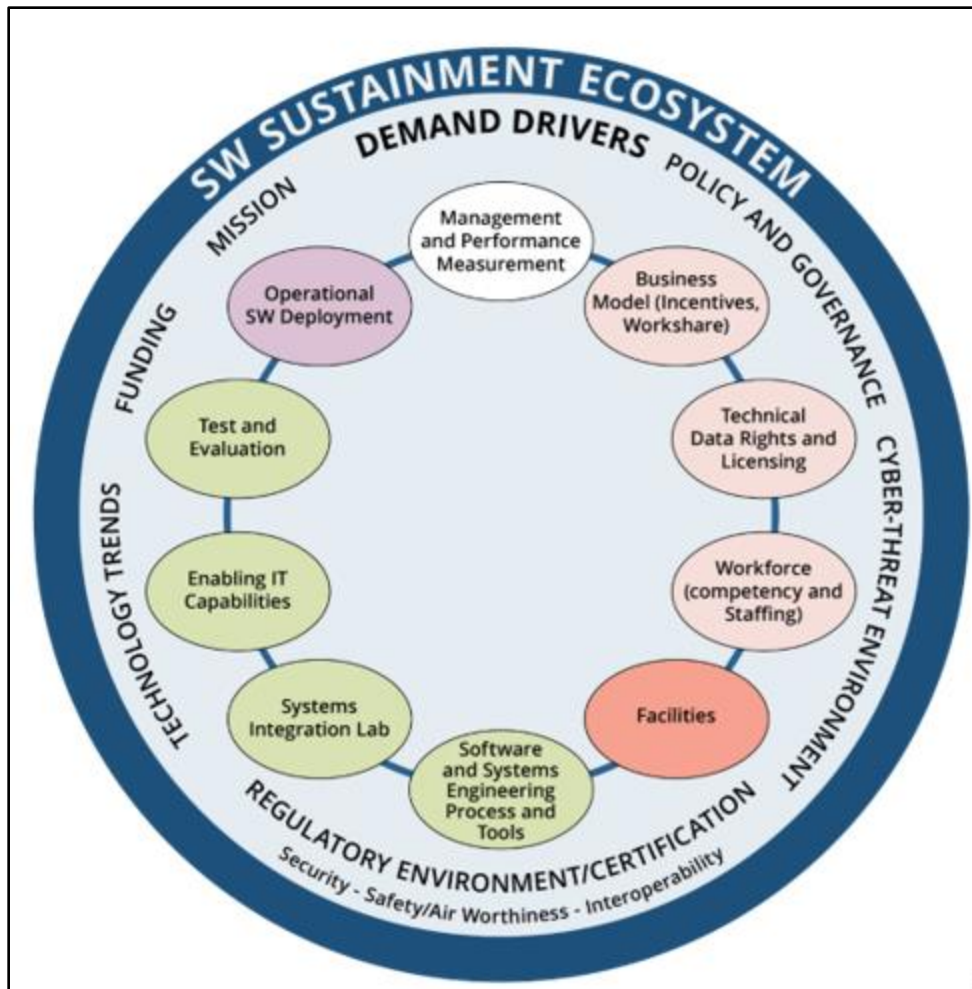 SW SUSTAINMENT ECOSYSTEM
DEMAND DRIVERS
MISSION
POLICY AND GOVERNANCE
FUNDING
CYBER-THREAT ENVIRONMENT
TECHNOLOGY TRENDS
REGULATORY ENVIRONMENT/CERTIFICATION
Security - Safety/Air Worthiness - Interoperability
Management
and Performance
Measurement
Business
Model (Incentives,
Workshare)
Technical
Data Rights and
Licensing
Workforce
(competency and
Staffing)
Facilities
Software
and Systems
Engineering
Process and
Tools
Systems
Integration Lab
Enabling IT
Capabilities
Test and
Evaluation
Operational
SW Deployment